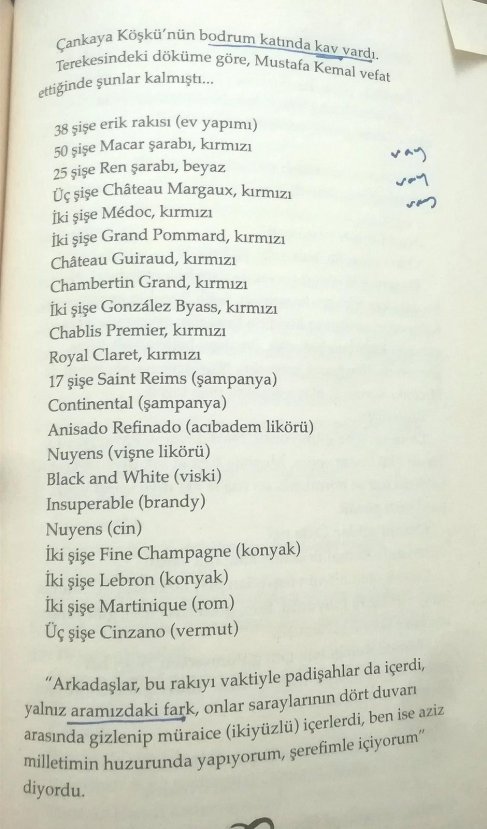 Çankaya Köşkü'nün bodrum katında kav vardı.
Terekesindeki döküme göre, Mustafa Kemal vefat
ettiğinde şunlar kalmıştı...
38 şişe erik rakısı (ev yapımı)
50 şişe Macar şarabı, kırmızı
vay
25 şişe Ren şarabı, beyaz
vay
Üç şişe Château Margaux, kırmızı
vay
İki şişe Médoc, kırmızı
İki şişe Grand Pommard, kırmızı
Château Guiraud, kırmızı
Chambertin Grand, kırmızı
İki şişe González Byass, kırmızı
Chablis Premier, kırmızı
Royal Claret, kırmızı
17 şişe Saint Reims (şampanya)
Continental (şampanya)
Anisado Refinado (acıbadem likörü)
Nuyens (vişne likörü)
Black and White (viski)
Insuperable (brandy)
Nuyens (cin)
İki şişe Fine Champagne (konyak)
İki şişe Lebron (konyak)
İki şişe Martinique (rom)
Üç şişe Cinzano (vermut)
"Arkadaşlar, bu rakıyı vaktiyle padişahlar da içerdi,
yalnız aramızdaki fark, onlar saraylarının dört duvarı
arasında gizlenip müraice (ikiyüzlü) içerlerdi, ben ise aziz
milletimin huzurunda yapıyorum, şerefimle içiyorum"
diyordu.